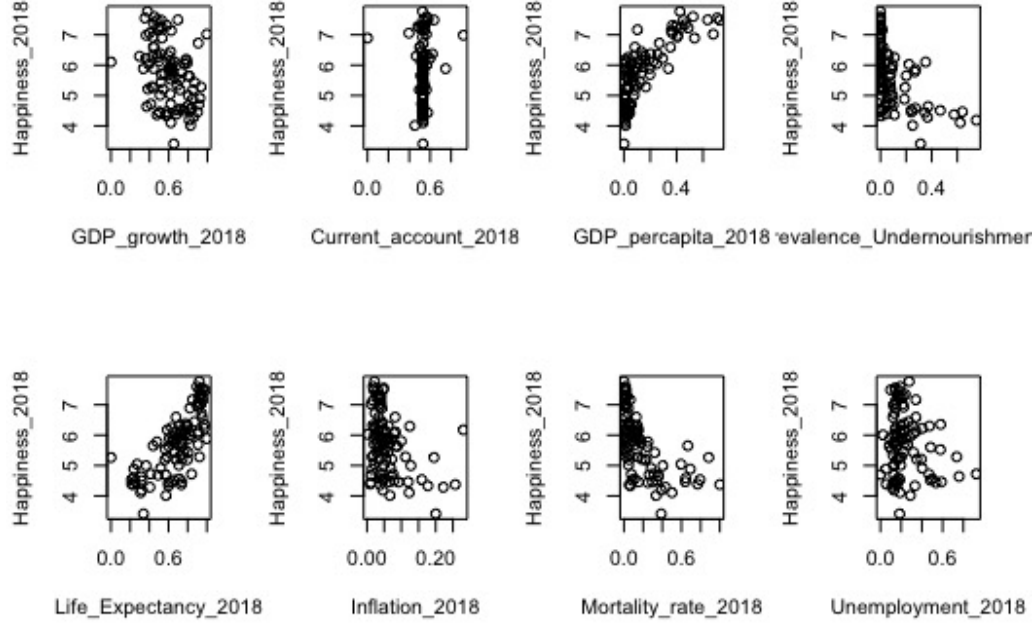 Happiness_2018
7
6
5
4
0.0 0.6
GDP_growth_2018
Happiness_2018
7
6
5
4
0.0 0.6
Current_account_2018
Happiness_2018
7
6
5
4
0.0 0.4
GDP_percapita_2018
Happiness_2018
7
6
5
4
0.0 0.4
evalence_Undernourishmen
Happiness_2018
7
6
5
4
0.0 0.6
Life_Expectancy_2018
Happiness_2018
7
6
5
4
0.00 0.20
Inflation_2018
Happiness_2018
7
6
5
4
0.0 0.6
Mortality_rate_2018
Happiness_2018
7
6
5
4
0.0 0.6
Unemployment_2018